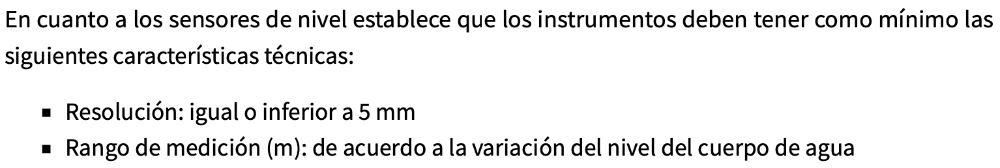 En cuanto a los sensores de nivel establece que los instrumentos deben tener como mínimo las
siguientes características técnicas:
▪ Resolución: igual o inferior a 5 mm
▪ Rango de medición (m): de acuerdo a la variación del nivel del cuerpo de agua